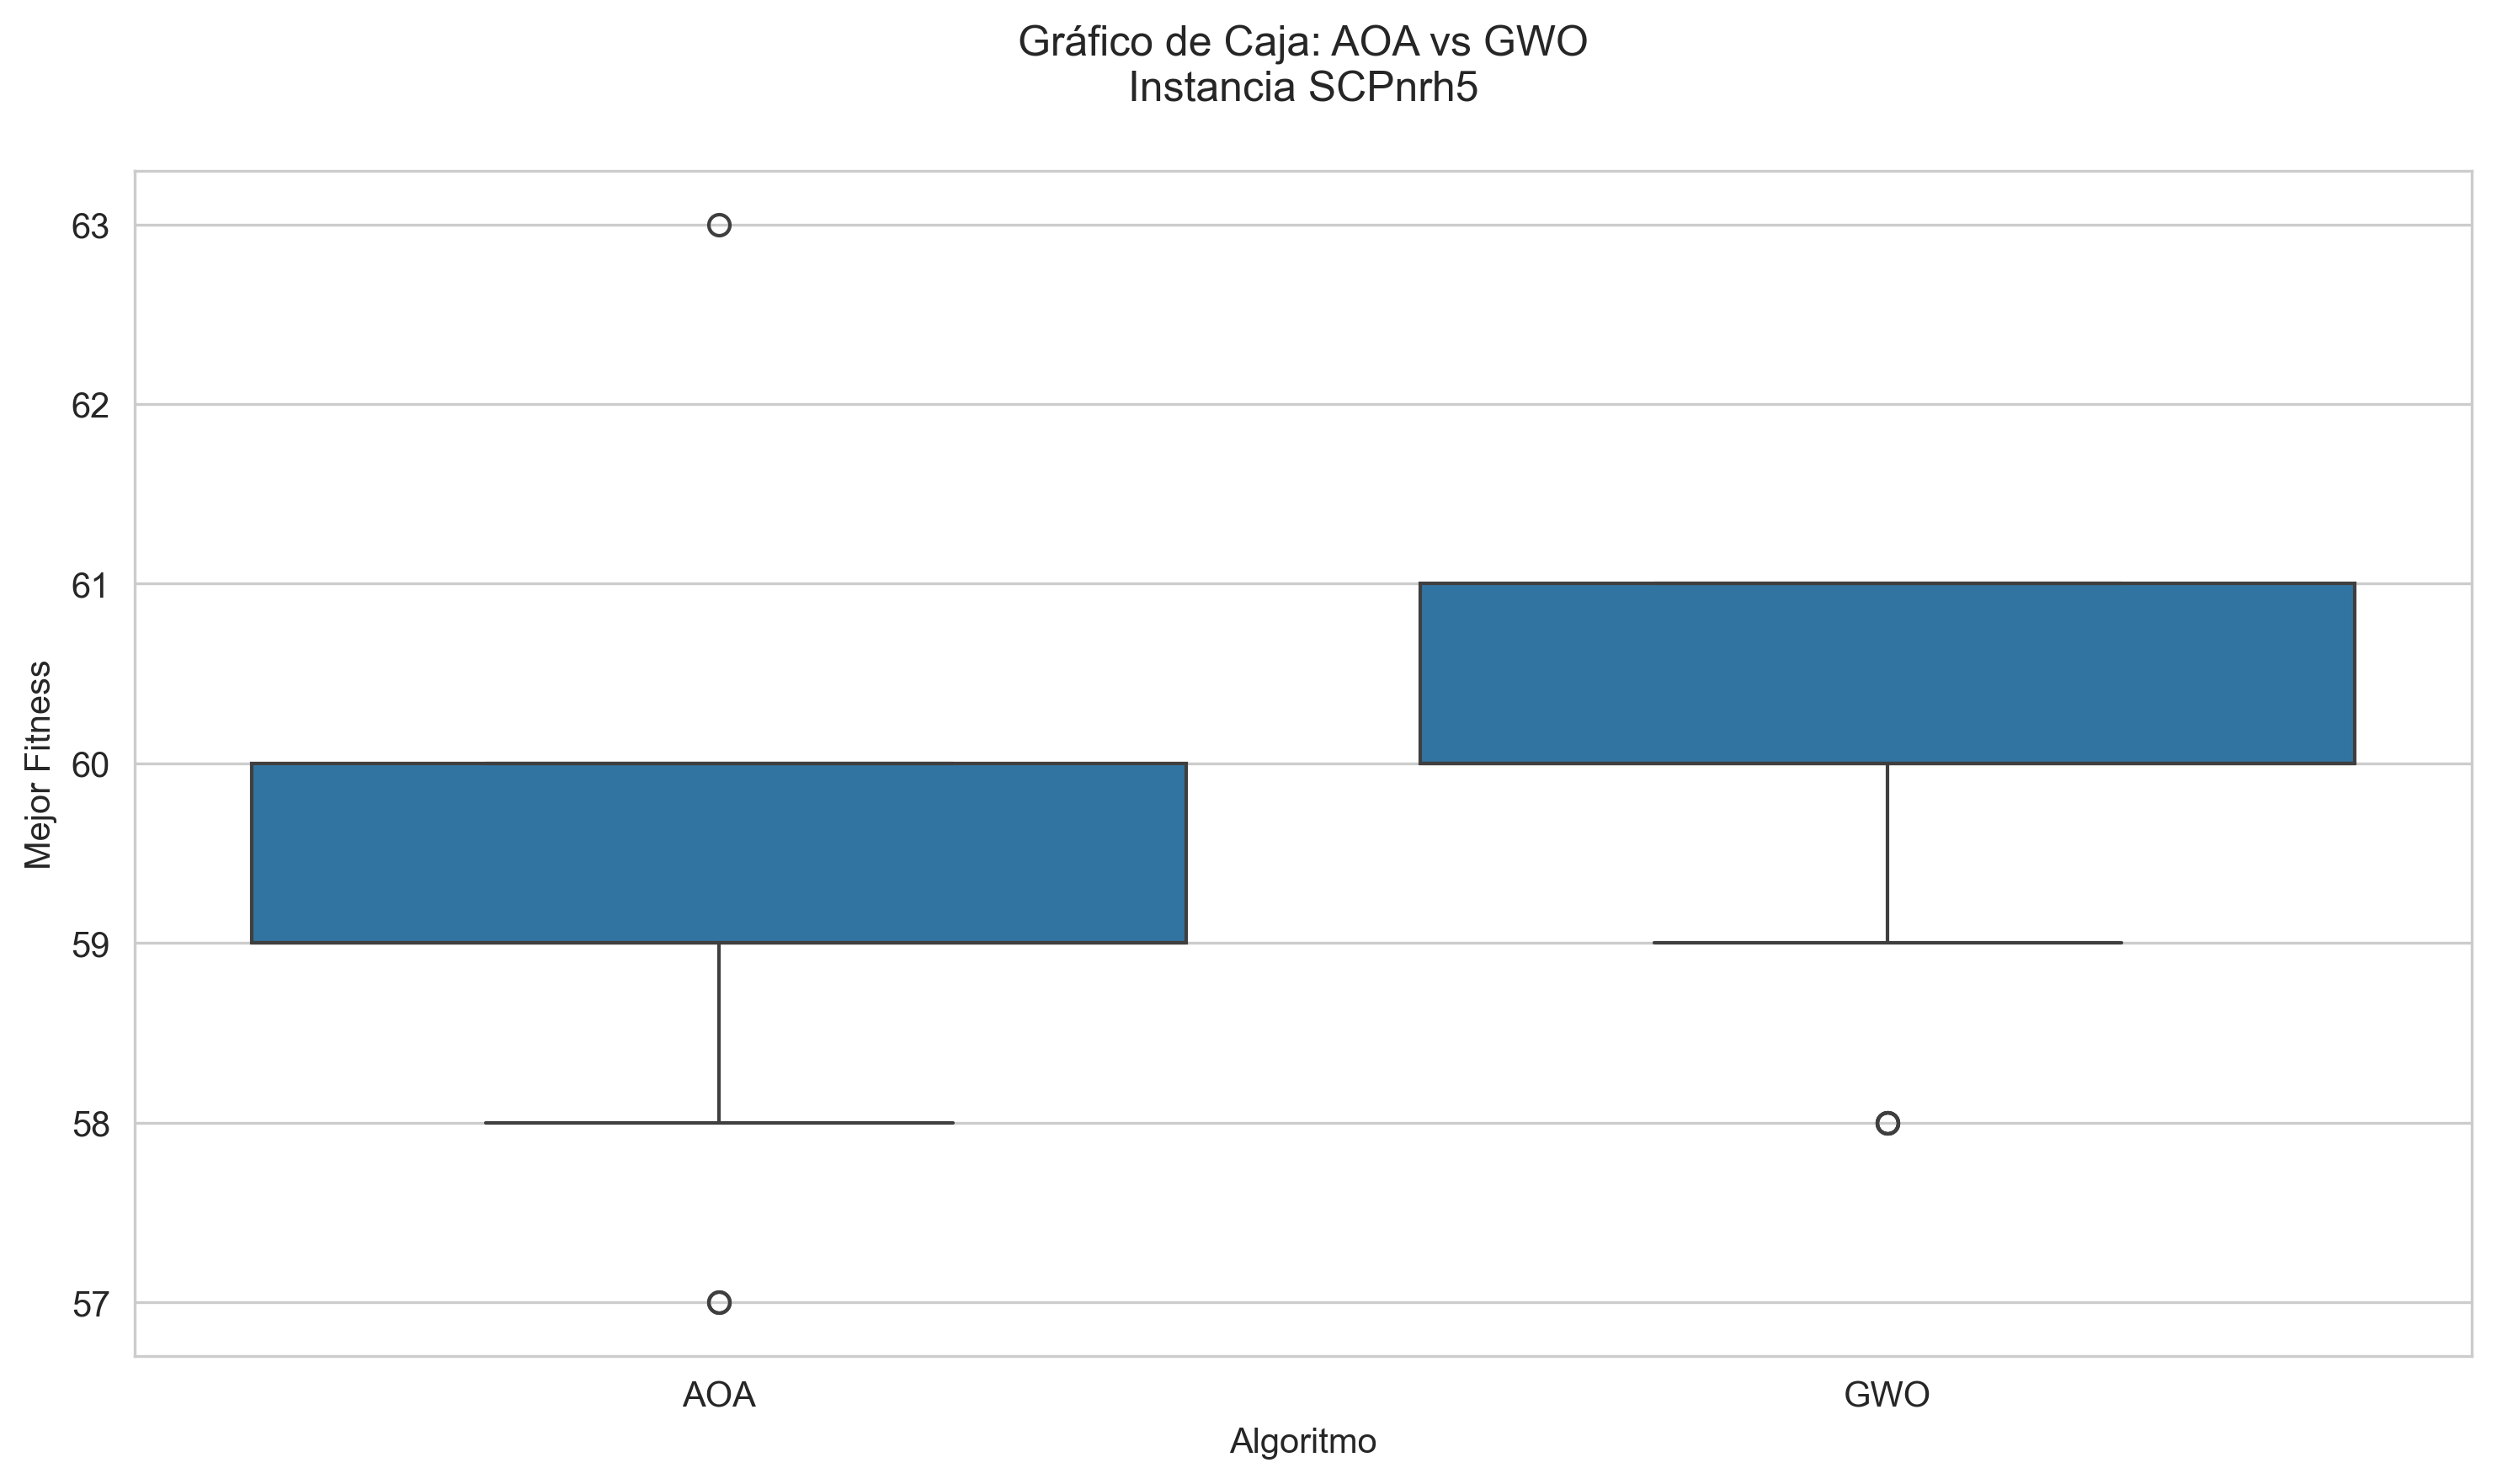 Gráfico de Caja: AOA vs GWO
Instancia SCPnrh5
Mejor Fitness
63
62
61
60
59
58
57
AOA
GWO
Algoritmo